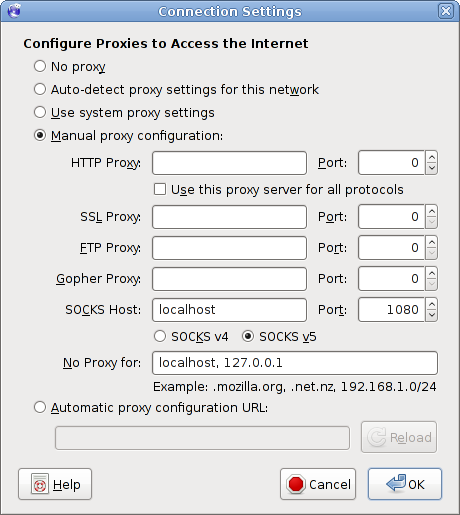 Connection Settings
Configure Proxies to Access the Internet
No proxy
Auto-detect proxy settings for this network
Use system proxy settings
Manual proxy configuration:
HTTP Proxy: Port: 0
Use this proxy server for all protocols
SSL Proxy: Port: 0
FTP Proxy: Port: 0
Gopher Proxy: Port: 0
SOCKS Host: localhost Port: 1080
SOCKS v4 SOCKS v5
No Proxy for: localhost, 127.0.0.1
Example: .mozilla.org, .net.nz, 192.168.1.0/24
Automatic proxy configuration URL:
Reload
Help Cancel OK